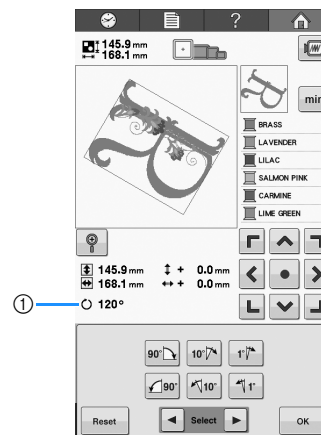 ?
145.9 mm
168.1 mm
min
BRASS
LAVENDER
LILAC
SALMON PINK
CARMINE
LIME GREEN
145.9 mm + 0.0 mm
168.1 mm + 0.0 mm
① 120°
90° 10° 1°
90° 10° 1°
Reset Select OK